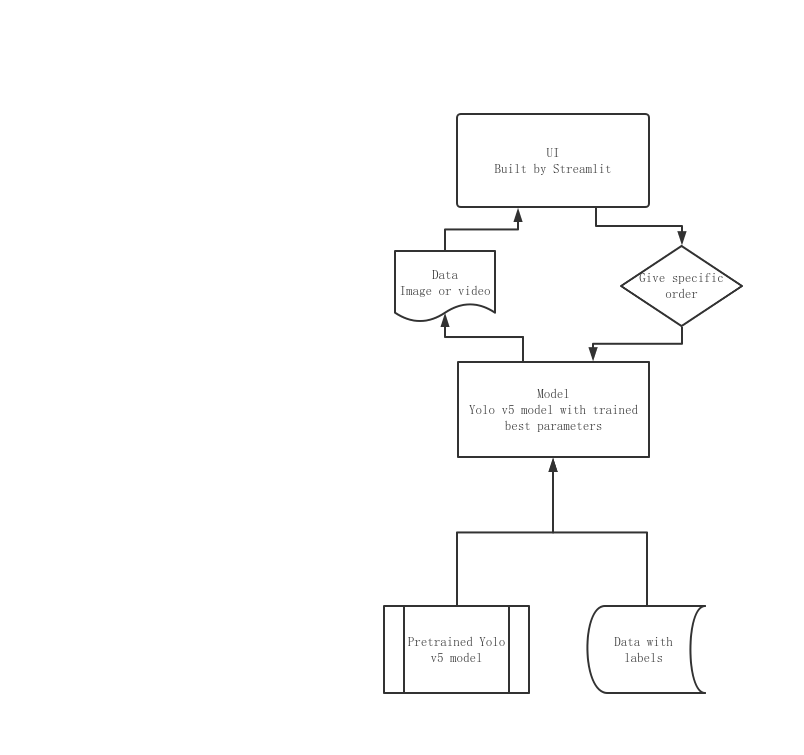 UI
Built by Streamlit
Data
Image or video
Give specific
order
Model
Yolo v5 model with trained
best parameters
Pretrained Yolo
v5 model
Data with
labels